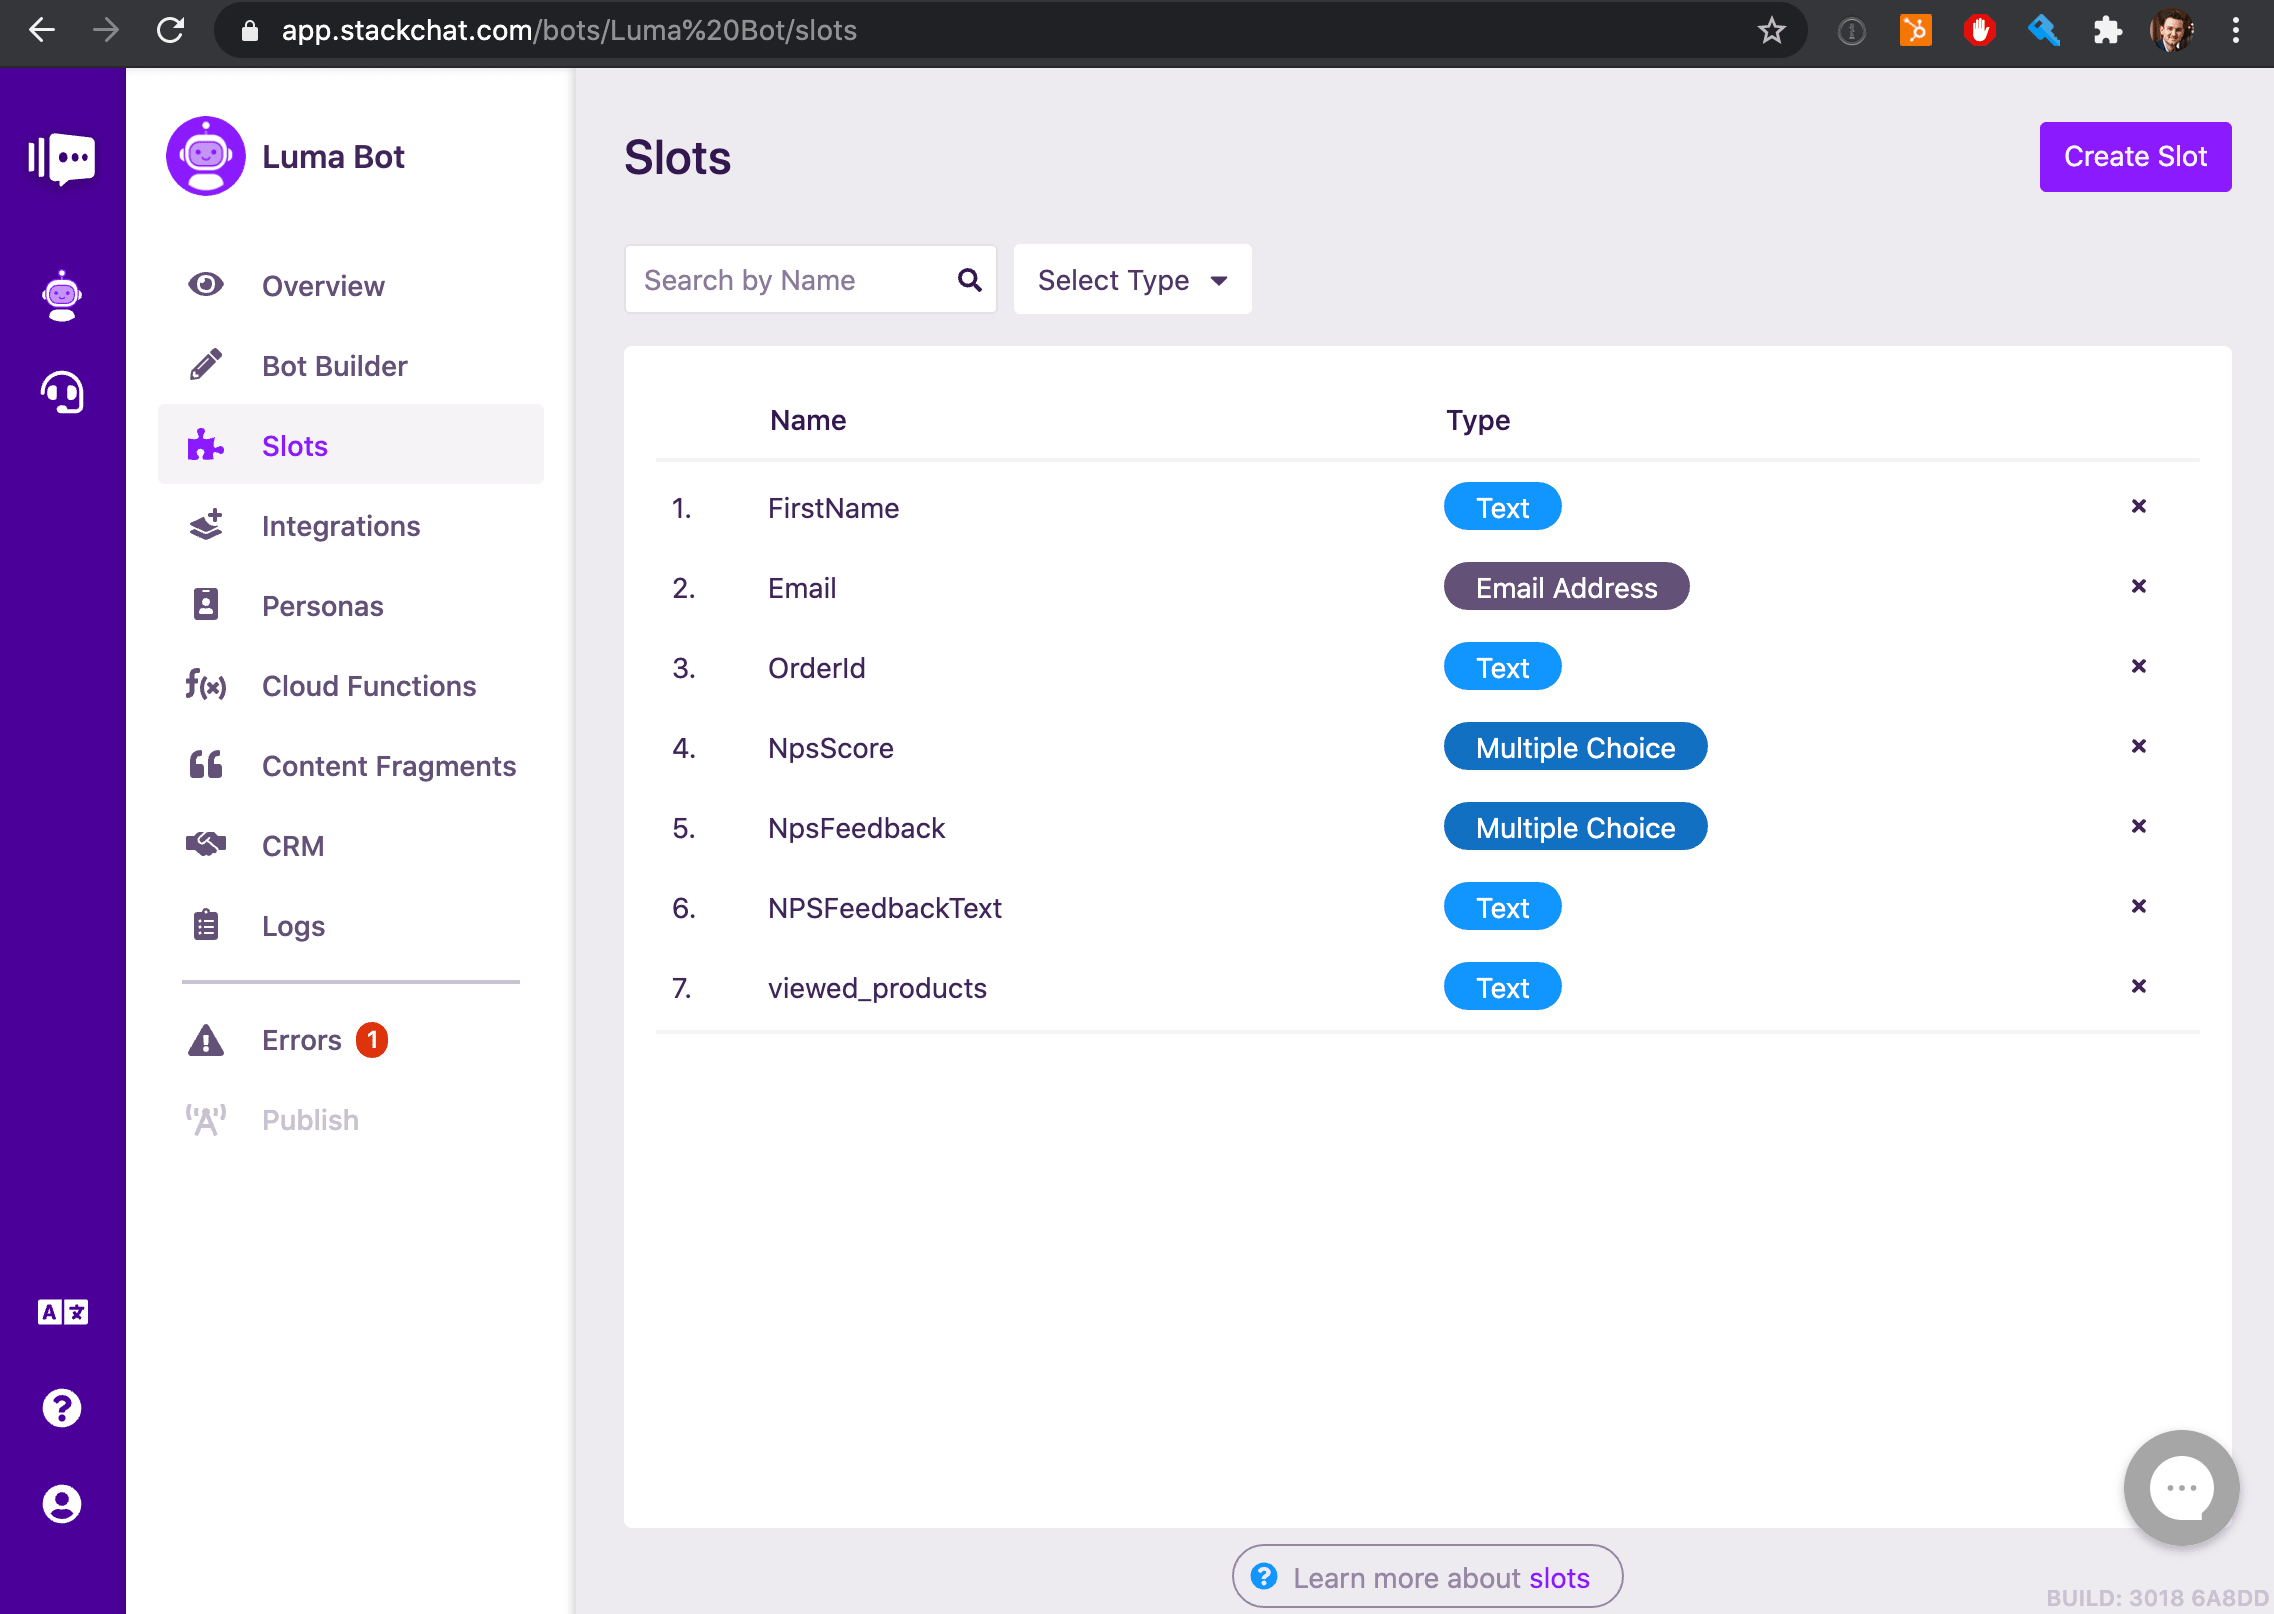 app.stackchat.com/bots/Luma%20Bot/slots
Luma Bot
Overview
Bot Builder
Slots
Integrations
Personas
f(x) Cloud Functions
Content Fragments
CRM
Logs
Errors 1
Publish
A
Slots
Create Slot
Search by Name
Select Type
Name Type
1. FirstName Text
2. Email Email Address
3. OrderId Text
4. NpsScore Multiple Choice
5. NpsFeedback Multiple Choice
6. NPSFeedbackText Text
7. viewed_products Text
Learn more about slots
BUILD: 3018 6A8DD